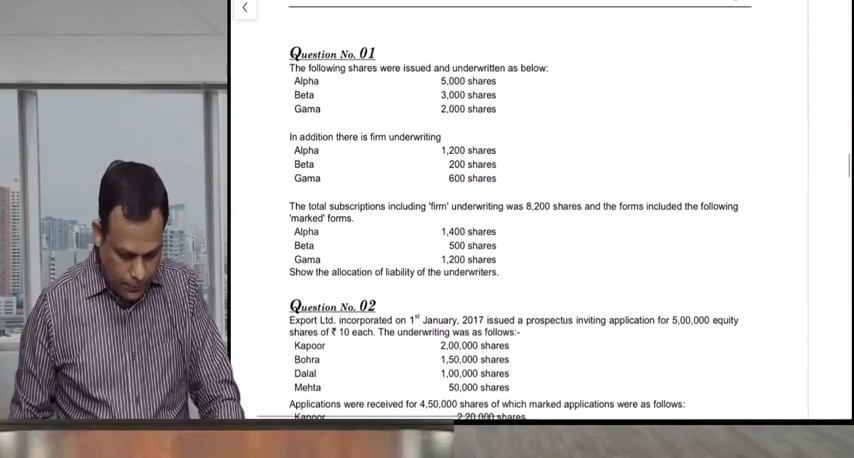 Question No. 01
The following shares were issued and underwritten as below:
Alpha 5,000 shares
Beta 3,000 shares
Gama 2,000 shares
In addition there is firm underwriting
Alpha 1,200 shares
Beta 200 shares
Gama 600 shares
The total subscriptions including 'firm' underwriting was 8,200 shares and the forms included the following
'marked' forms.
Alpha 1,400 shares
Beta 500 shares
Gama 1,200 shares
Show the allocation of liability of the underwriters.
Question No. 02
Export Ltd. incorporated on 1st January, 2017 issued a prospectus inviting application for 5,00,000 equity
shares of ₹ 10 each. The underwriting was as follows:-
Kapoor 2,00,000 shares
Bohra 1,50,000 shares
Dalal 1,00,000 shares
Mehta 50,000 shares
Applications were received for 4,50,000 shares of which marked applications were as follows:
Kapoor 2,20,000 shares